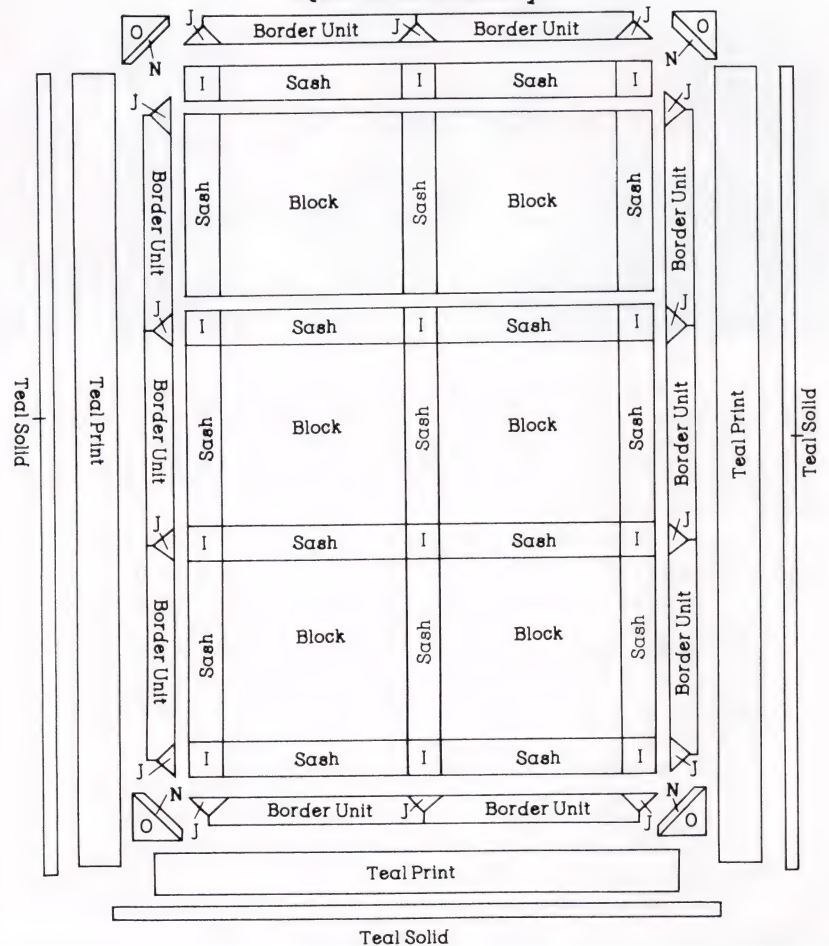 O J Border Unit J Border Unit J O
N N
I Sash I Sash I
J J
Border Unit Sash Block Sash Block Sash Border Unit
J J
I Sash I Sash I
Teal Solid Teal Print Border Unit Sash Block Sash Block Sash Border Unit Teal Print Teal Solid
J J
I Sash I Sash I
Border Unit Sash Block Sash Block Sash Border Unit
I Sash I Sash I
J J
N N
O J Border Unit J Border Unit J O
Teal Print
Teal Solid